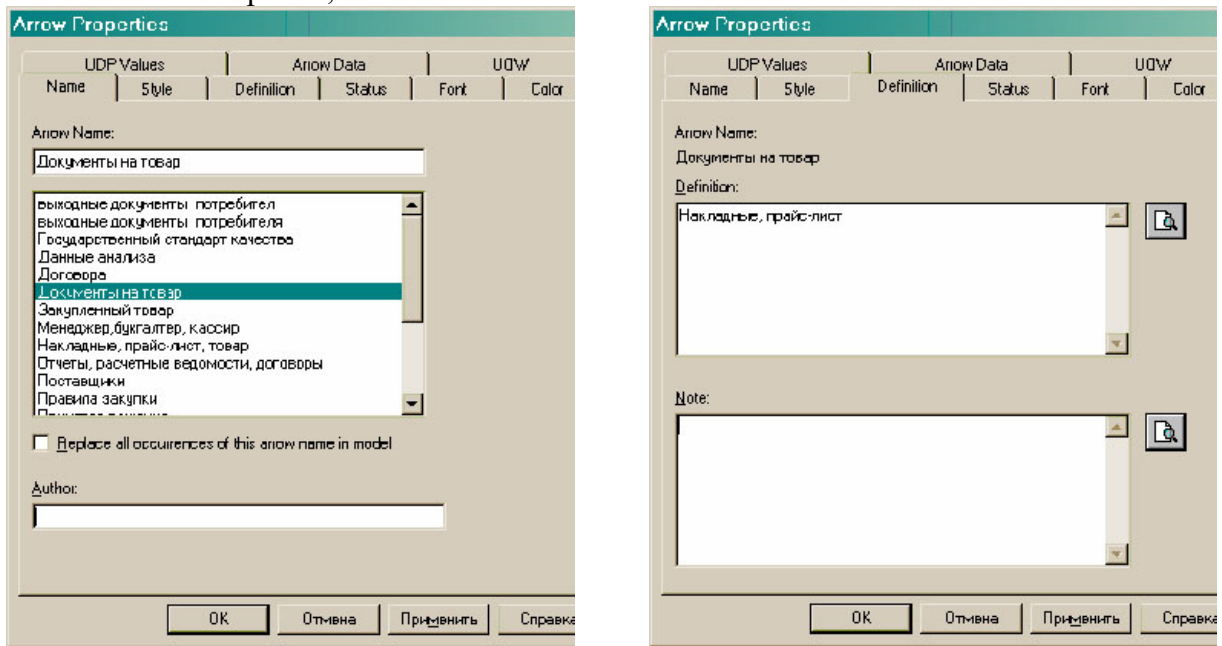 Arrow Properties
UDP Values Arrow Data UOW
Name Style Definition Status Font Color
Arrow Name:
Документы на товар
выходные документы потребител
выходные документы потребителя
Государственный стандарт качества
Данные анализа
Договора
Документы на товар
Закупленный товар
Менеджер,бухгалтер, кассир
Накладные, прайс-лист, товар
Отчеты, расчетные ведомости, договоры
Поставщики
Правила закупки
Replace all occurrences of this arrow name in model
Author:
OK Отмена Применить Справка
Arrow Properties
UDP Values Arrow Data UOW
Name Style Definition Status Font Color
Arrow Name:
Документы на товар
Definition:
Накладные, прайс-лист
Note:
OK Отмена Применить Справка